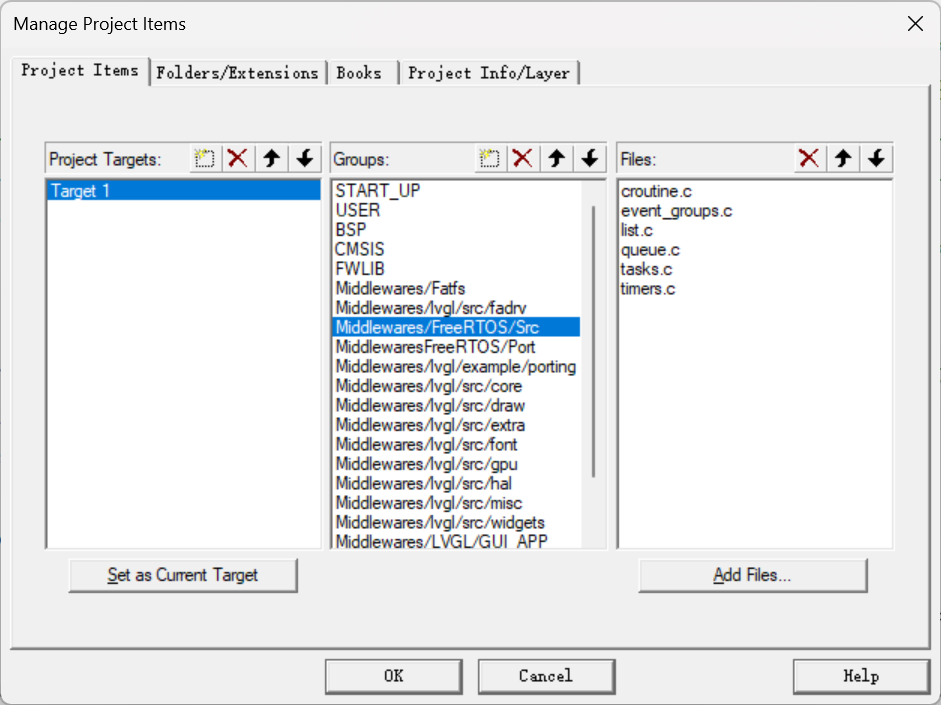 Manage Project Items
Project Items
Folders/Extensions
Books
Project Info/Layer
Project Targets:
Target 1
Set as Current Target
Groups:
START_UP
USER
BSP
CMSIS
FWLIB
Middlewares/Fatfs
Middlewares/lvgl/src/fadrv
Middlewares/FreeRTOS/Src
MiddlewaresFreeRTOS/Port
Middlewares/lvgl/example/porting
Middlewares/lvgl/src/core
Middlewares/lvgl/src/draw
Middlewares/lvgl/src/extra
Middlewares/lvgl/src/font
Middlewares/lvgl/src/gpu
Middlewares/lvgl/src/hal
Middlewares/lvgl/src/misc
Middlewares/lvgl/src/widgets
Middlewares/LVGL/GUI_APP
Files:
croutine.c
event_groups.c
list.c
queue.c
tasks.c
timers.c
Add Files...
OK
Cancel
Help